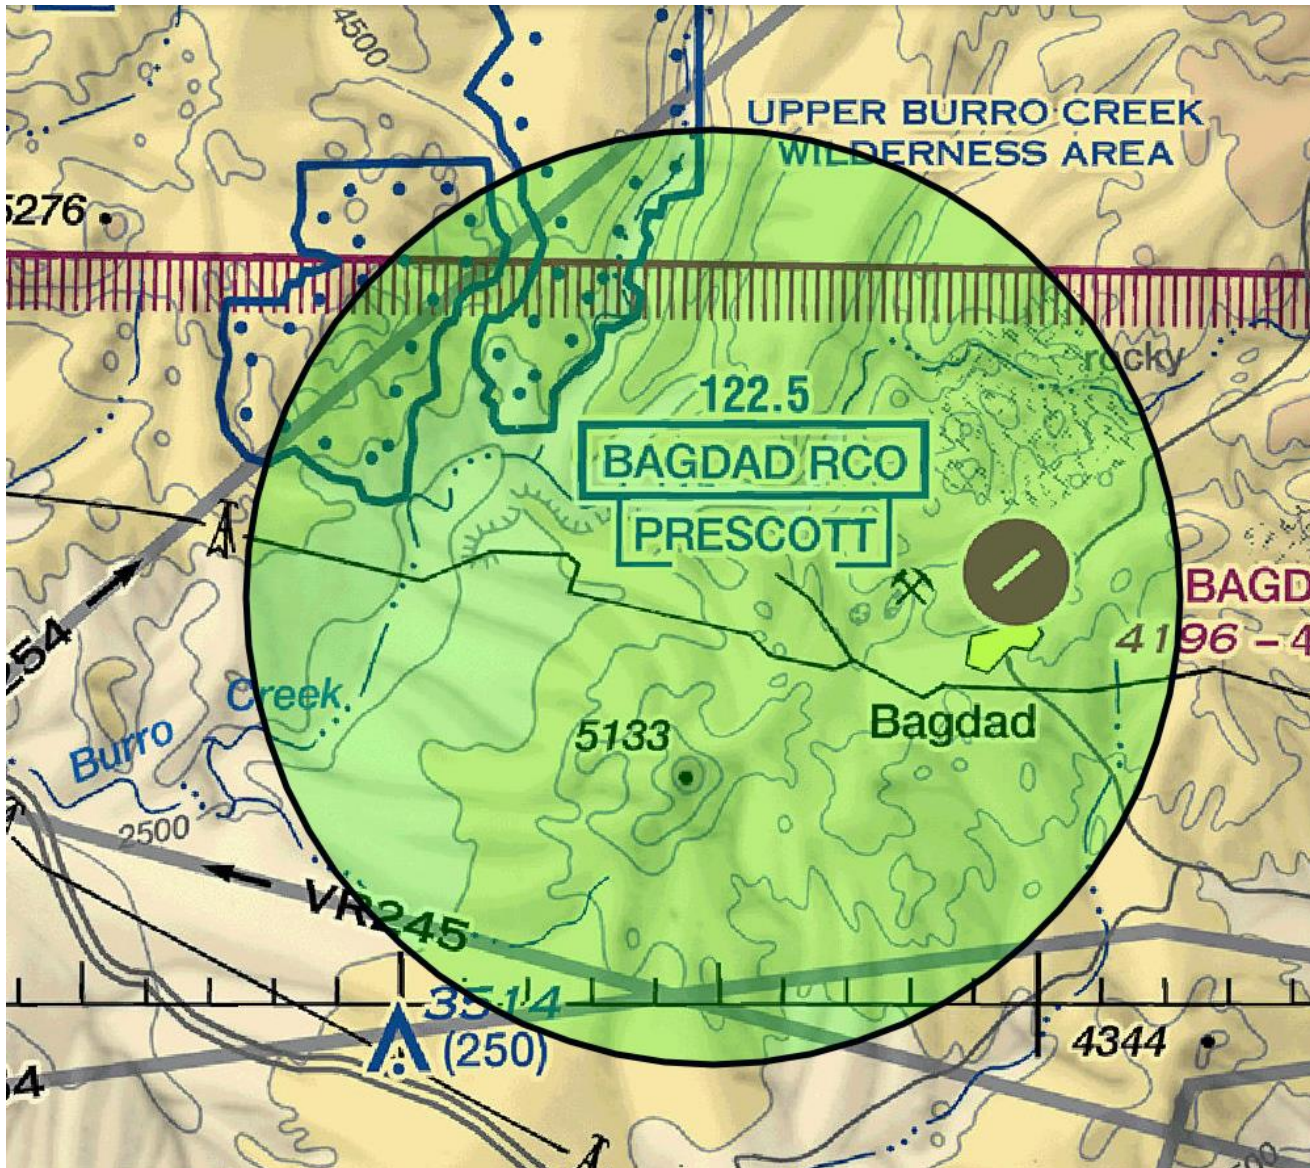 4500
UPPER BURRO CREEK
WILDERNESS AREA
5276
rocky
122.5
BAGDAD RCO
PRESCOTT
BAGD
4196 – 4
254
Creek
Burro
5133
Bagdad
2500
VR245
3514
(250)
4344